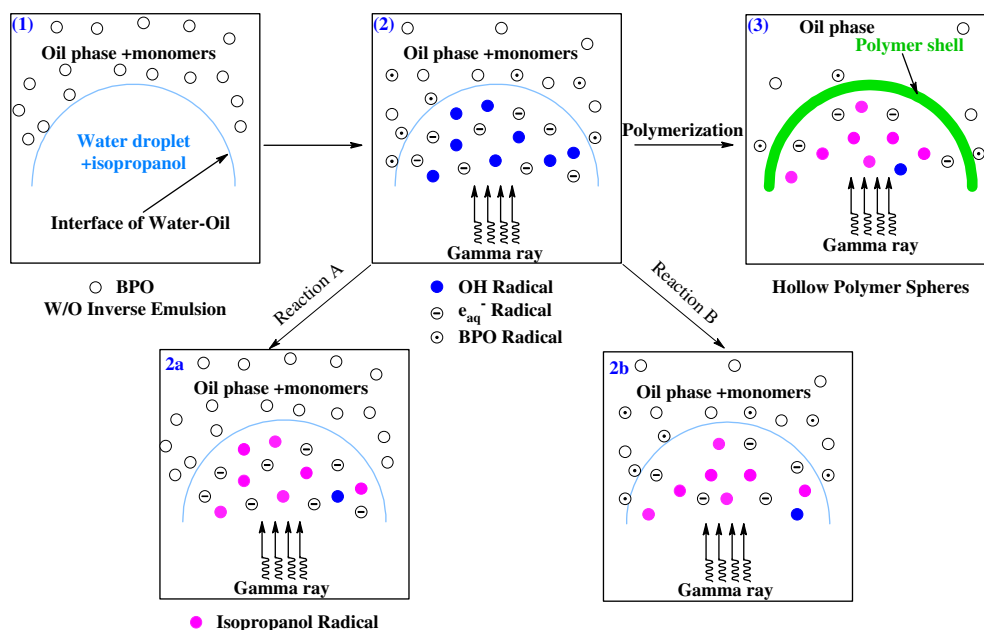 (1)
Oil phase +monomers
Water droplet
+isopropanol
Interface of Water-Oil
BPO
W/O Inverse Emulsion
(2)
Oil phase +monomers
Gamma ray
OH Radical
e_aq^- Radical
BPO Radical
Polymerization
(3)
Oil phase
Polymer shell
Gamma ray
Hollow Polymer Spheres
Reaction A
Reaction B
2a
Oil phase +monomers
Gamma ray
Isopropanol Radical
2b
Oil phase +monomers
Gamma ray